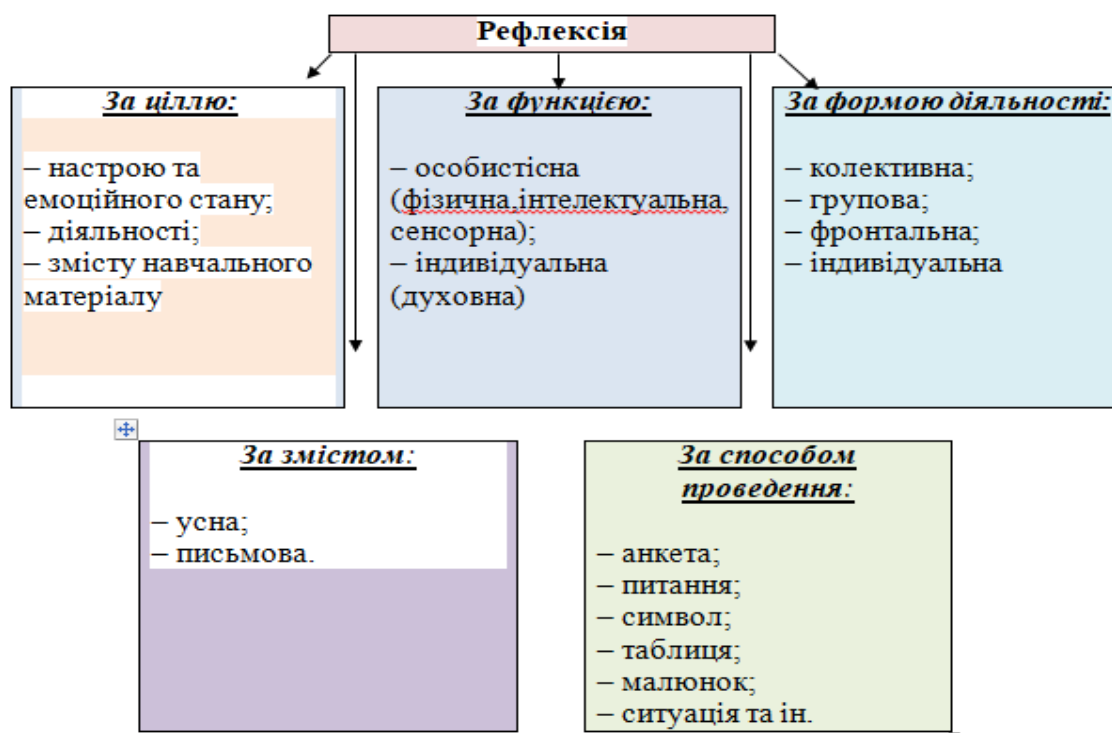 Рефлексія
За ціллю:
– настрою та
емоційного стану;
– діяльності;
– змісту навчального
матеріалу
За функцією:
– особистісна
(фізична,інтелектуальна,
сенсорна);
– індивідуальна
(духовна)
За формою діяльності:
– колективна;
– групова;
– фронтальна;
– індивідуальна
За змістом:
– усна;
– письмова.
За способом
проведення:
– анкета;
– питання;
– символ;
– таблиця;
– малюнок;
– ситуація та ін.